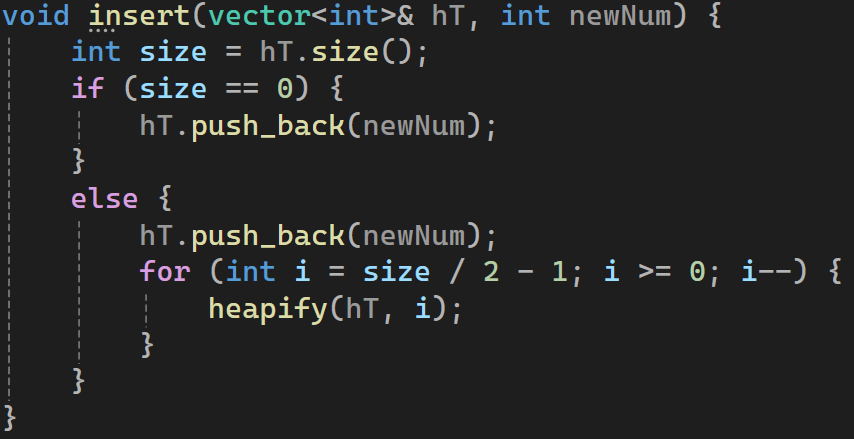 void insert(vector<int>& hT, int newNum) {
    int size = hT.size();
    if (size == 0) {
        hT.push_back(newNum);
    }
    else {
        hT.push_back(newNum);
        for (int i = size / 2 - 1; i >= 0; i--) {
            heapify(hT, i);
        }
    }
}